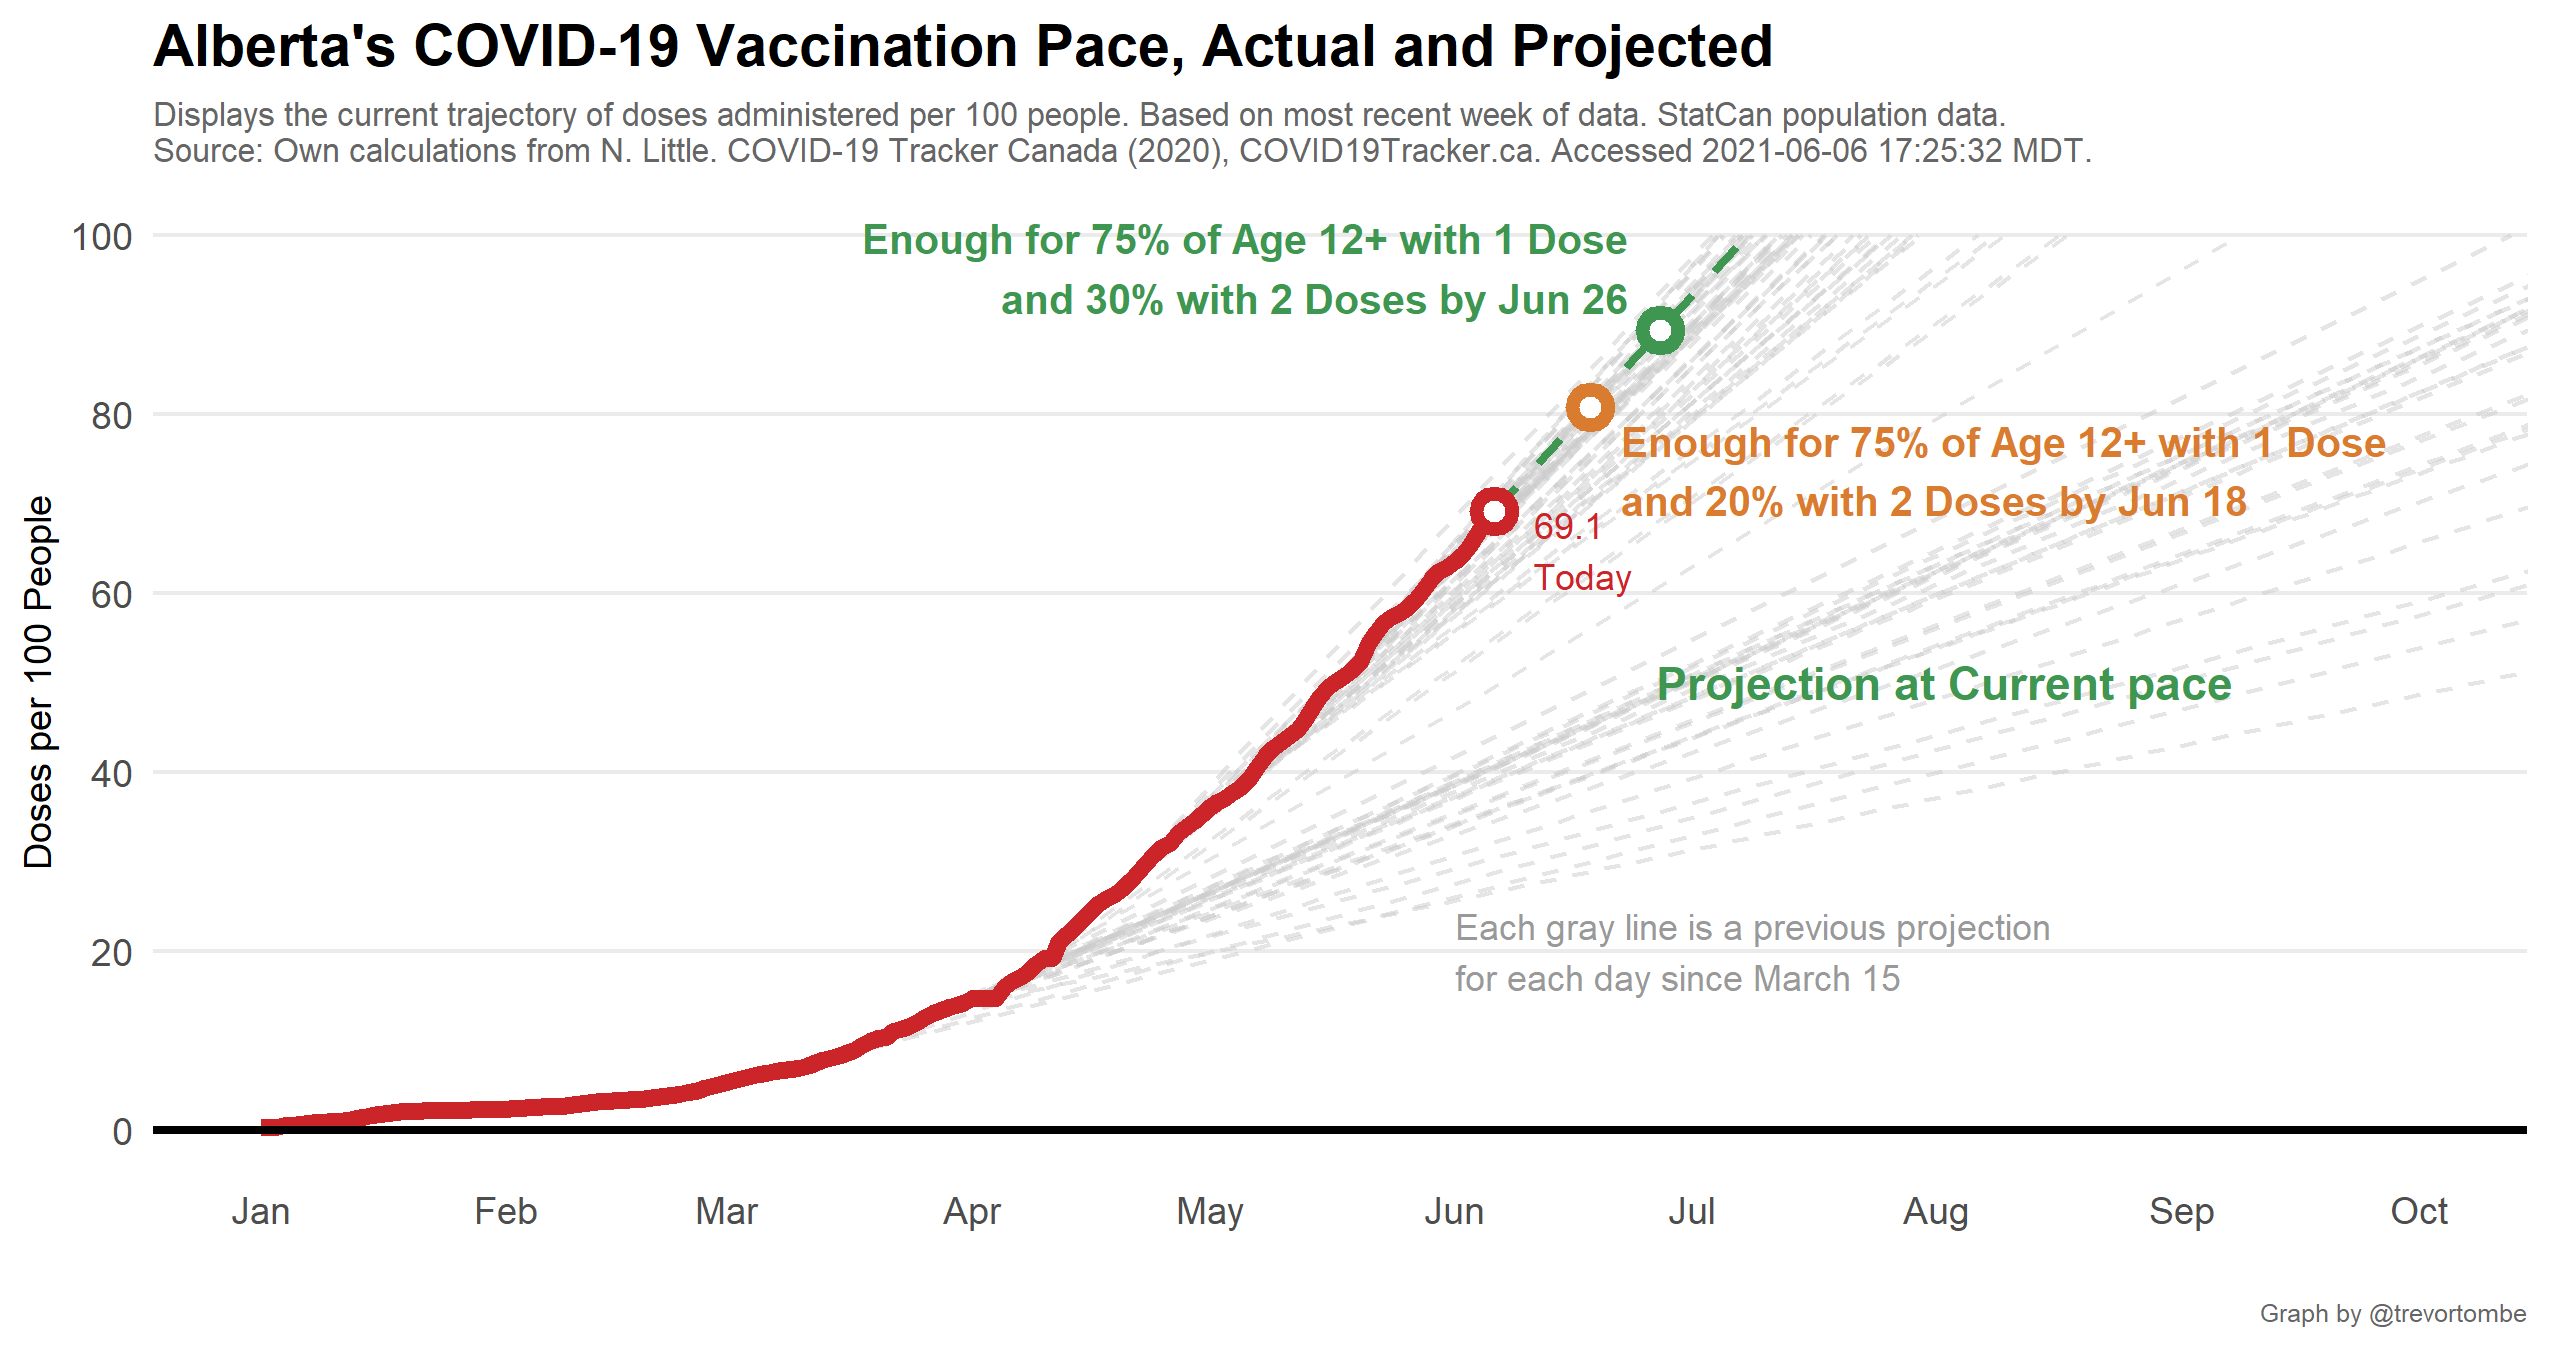 Alberta's COVID-19 Vaccination Pace, Actual and Projected
Displays the current trajectory of doses administered per 100 people. Based on most recent week of data. StatCan population data.
Source: Own calculations from N. Little. COVID-19 Tracker Canada (2020), COVID19Tracker.ca. Accessed 2021-06-06 17:25:32 MDT.
Doses per 100 People
100
80
60
40
20
0
Enough for 75% of Age 12+ with 1 Dose
and 30% with 2 Doses by Jun 26
Enough for 75% of Age 12+ with 1 Dose
and 20% with 2 Doses by Jun 18
69.1
Today
Projection at Current pace
Each gray line is a previous projection
for each day since March 15
Jan
Feb
Mar
Apr
May
Jun
Jul
Aug
Sep
Oct
Graph by @trevortombe